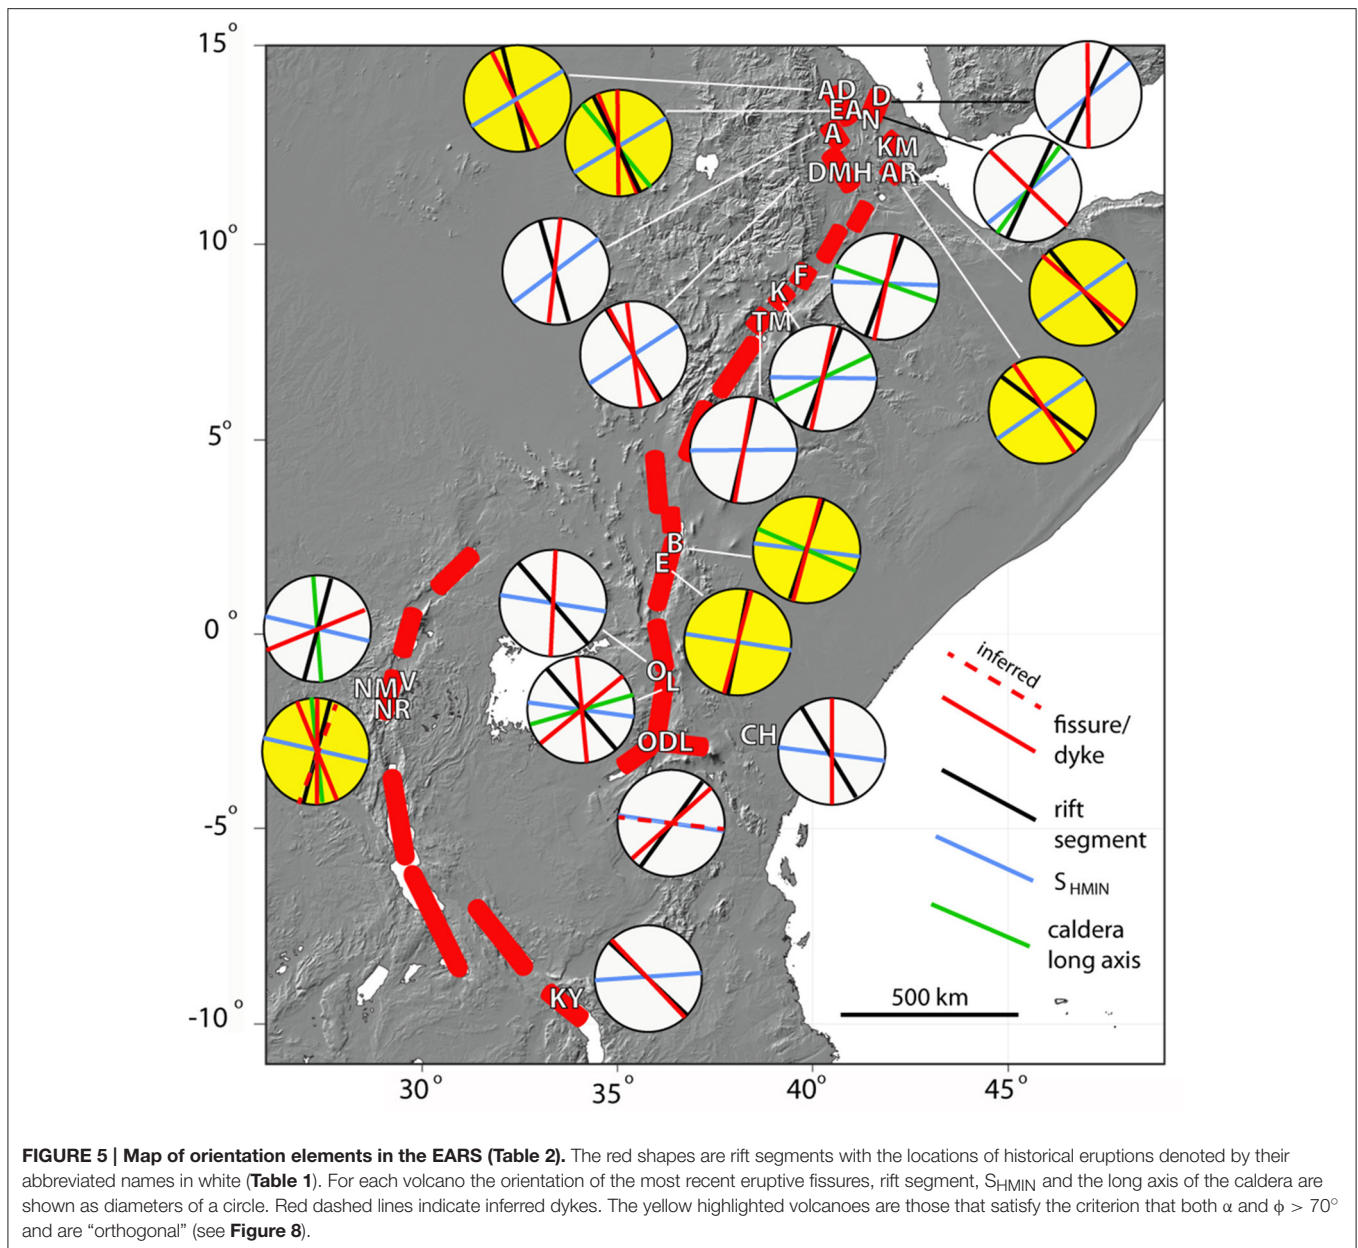 15°
10°
5°
0°
-5°
-10°
30°
35°
40°
45°
AD
D
EA
N
A
KM
DMH
AR
F
K
TM
B
E
O
L
V
NM
NR
ODL
CH
KY
inferred
fissure/
dyke
rift
segment
SHMIN
caldera
long axis
500 km
FIGURE 5 | Map of orientation elements in the EARS (Table 2). The red shapes are rift segments with the locations of historical eruptions denoted by their
abbreviated names in white (Table 1). For each volcano the orientation of the most recent eruptive fissures, rift segment, SHMIN and the long axis of the caldera are
shown as diameters of a circle. Red dashed lines indicate inferred dykes. The yellow highlighted volcanoes are those that satisfy the criterion that both α and ϕ > 70°
and are “orthogonal” (see Figure 8).